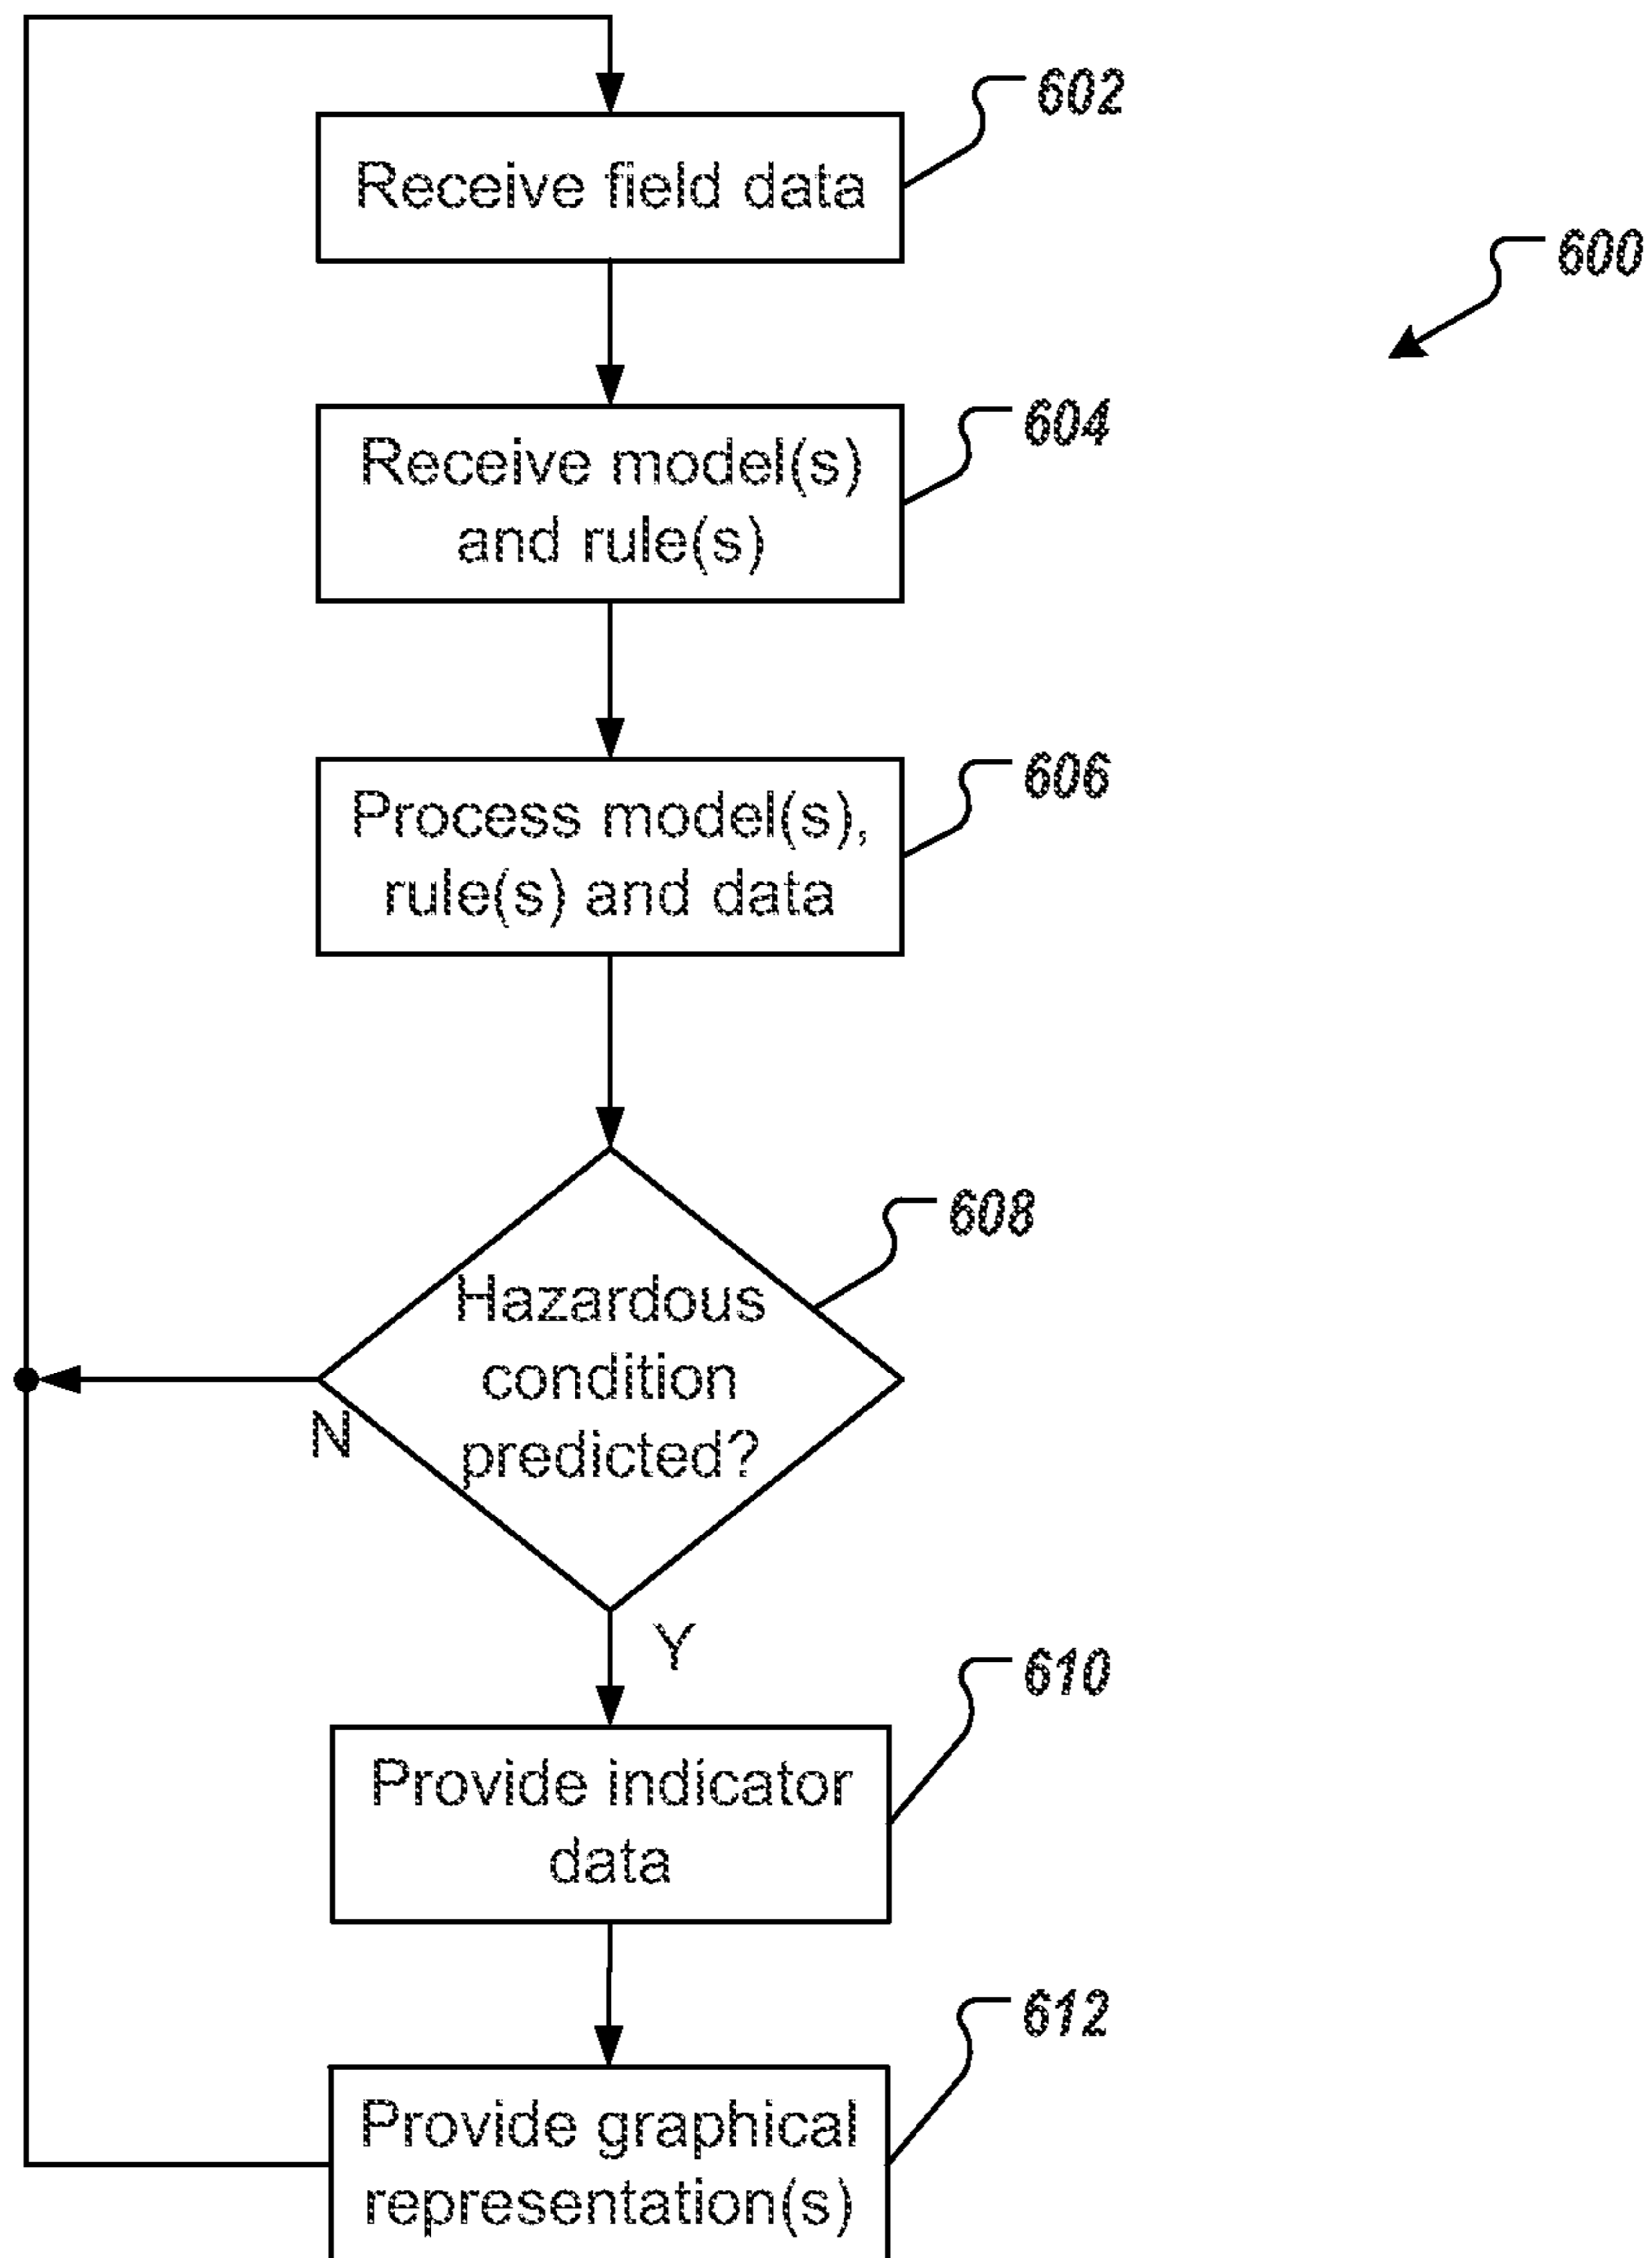 602
Receive field data
600
604
Receive model(s)
and rule(s)
606
Process model(s),
rule(s) and data
608
Hazardous
condition
predicted?
N
Y
610
Provide indicator
data
612
Provide graphical
representation(s)